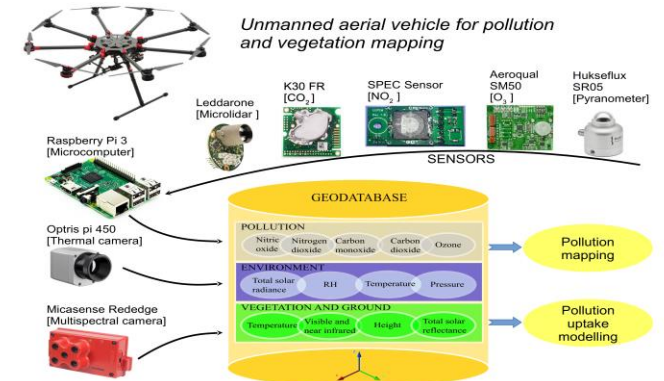 Unmanned aerial vehicle for pollution
and vegetation mapping
Leddarone
[Microlidar ]
K30 FR
[CO2]
SPEC Sensor
[NO2]
Aeroqual
SM50
[O3]
Hukseflux
SR05
[Pyranometer]
SENSORS
Raspberry Pi 3
[Microcomputer]
Optris pi 450
[Thermal camera]
Micasense Rededge
[Multispectral camera]
GEODATABASE
POLLUTION
Nitric
oxide
Nitrogen
dioxide
Carbon
monoxide
Carbon
dioxide
Ozone
ENVIRONMENT
Total solar
radiance
RH
Temperature
Pressure
VEGETATION AND GROUND
Temperature
Visible and
near infrared
Height
Total solar
reflectance
Pollution
mapping
Pollution
uptake
modelling